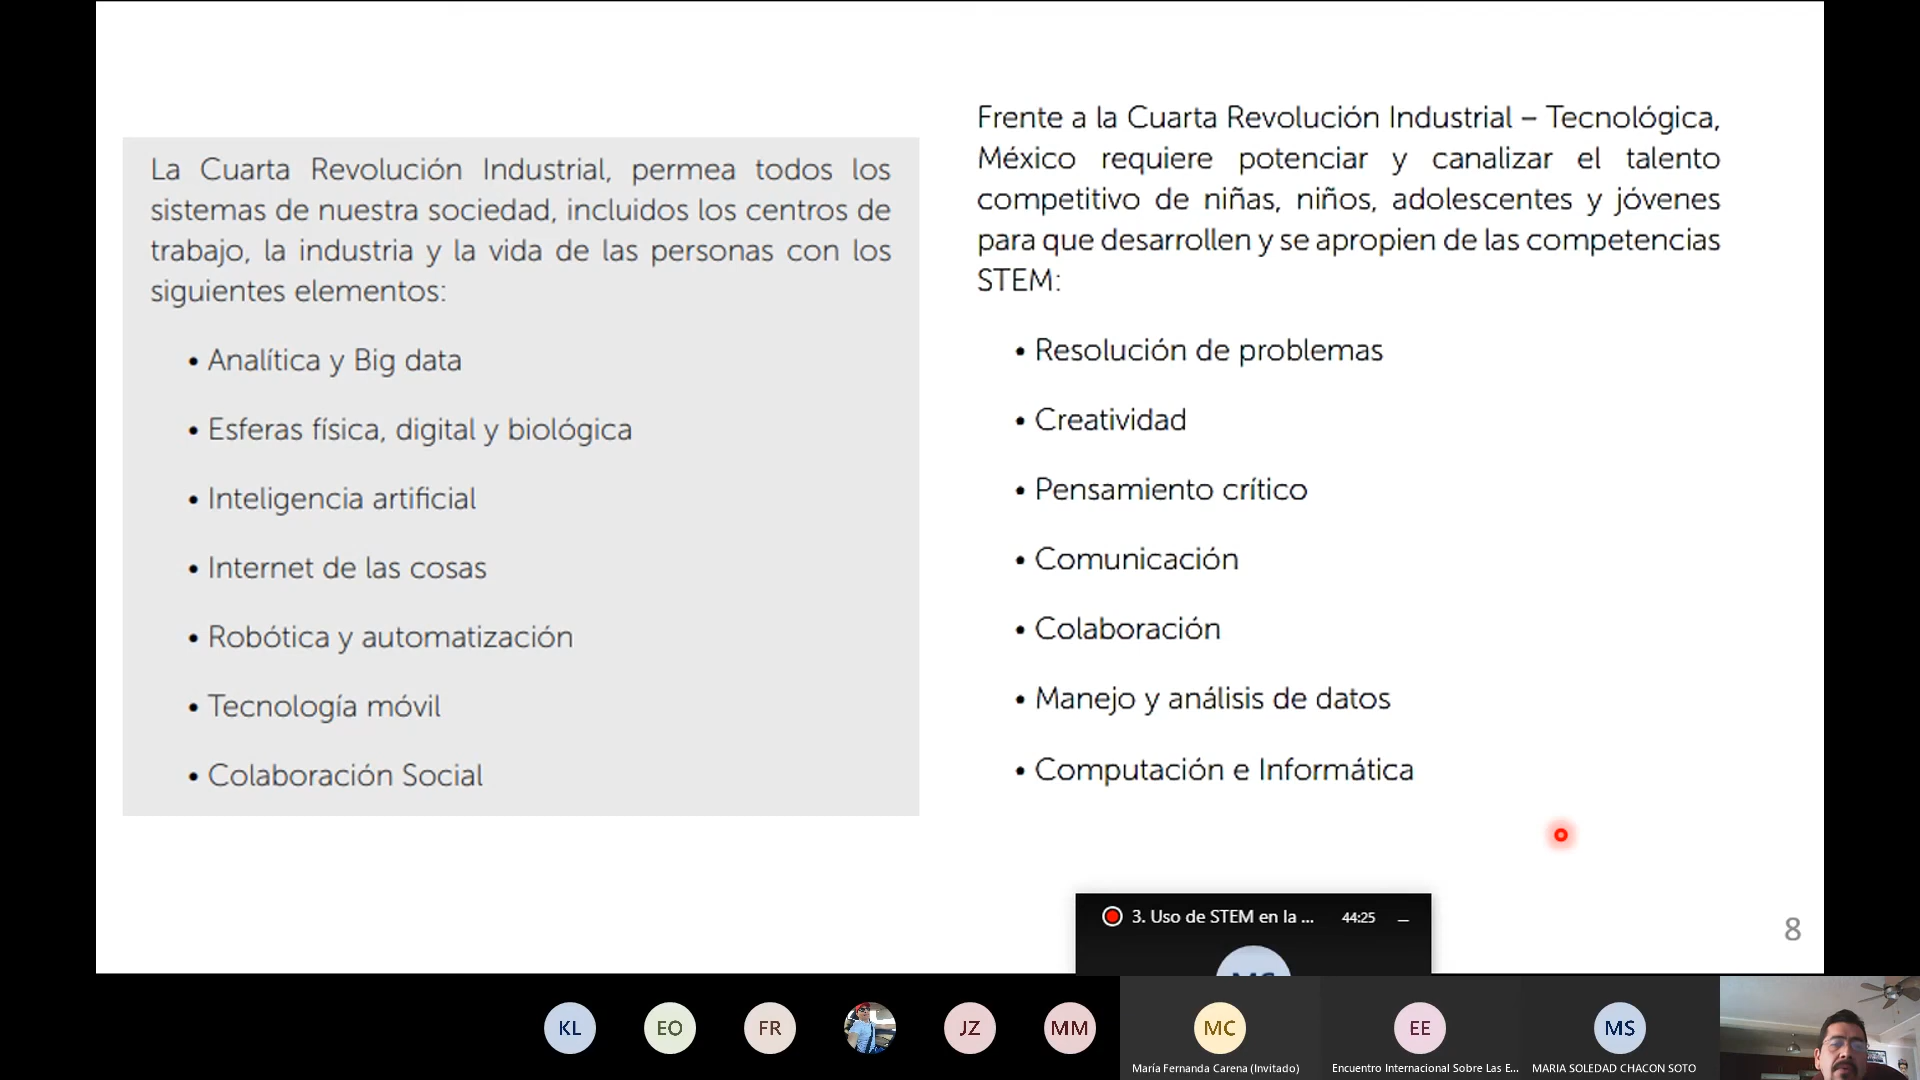 La Cuarta Revolución Industrial, permea todos los
sistemas de nuestra sociedad, incluidos los centros de
trabajo, la industria y la vida de las personas con los
siguientes elementos:
• Analítica y Big data
• Esferas física, digital y biológica
• Inteligencia artificial
• Internet de las cosas
• Robótica y automatización
• Tecnología móvil
• Colaboración Social
Frente a la Cuarta Revolución Industrial – Tecnológica,
México requiere potenciar y canalizar el talento
competitivo de niñas, niños, adolescentes y jóvenes
para que desarrollen y se apropien de las competencias
STEM:
• Resolución de problemas
• Creatividad
• Pensamiento crítico
• Comunicación
• Colaboración
• Manejo y análisis de datos
• Computación e Informática
3. Uso de STEM en la ... 44:25
8
KL EO FR JZ MM MC EE MS
María Fernanda Carena (Invitado)
Encuentro Internacional Sobre Las E...
MARIA SOLEDAD CHACON SOTO